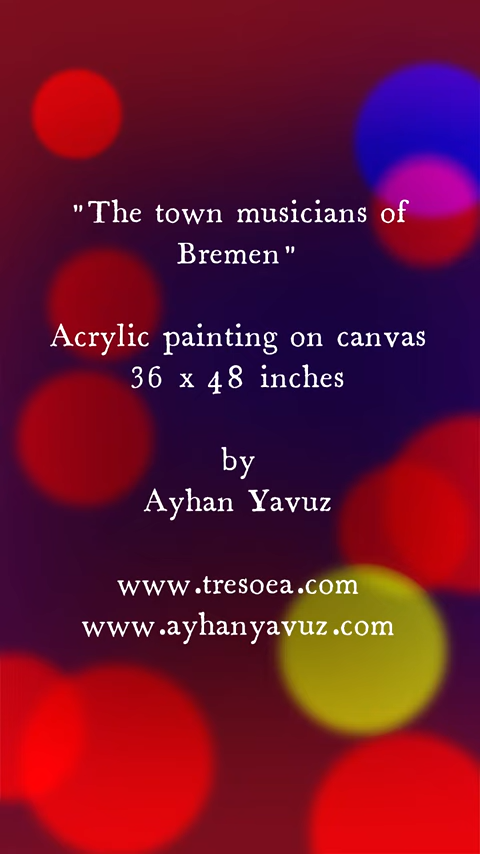 "The town musicians of
Bremen"
Acrylic painting on canvas
36 x 48 inches
by
Ayhan Yavuz
www.tresoea.com
www.ayhanyavuz.com